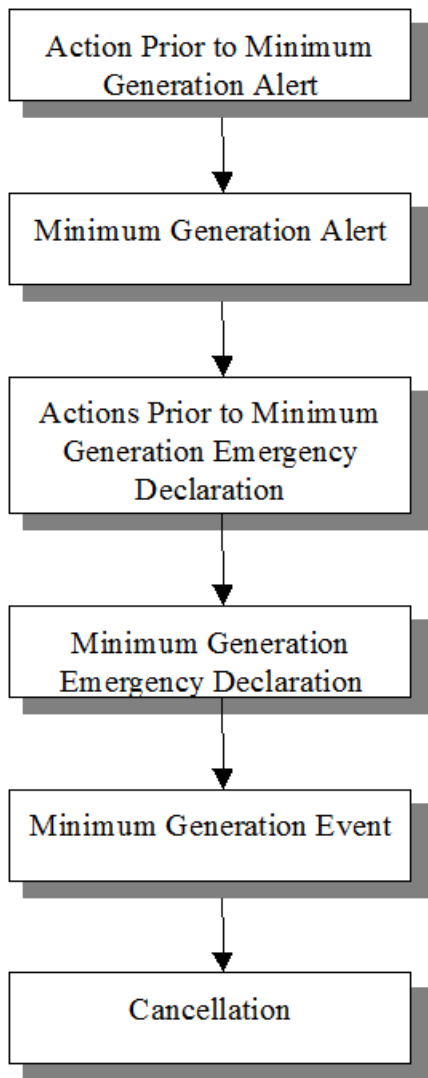 Action Prior to Minimum
Generation Alert
Minimum Generation Alert
Actions Prior to Minimum
Generation Emergency
Declaration
Minimum Generation
Emergency Declaration
Minimum Generation Event
Cancellation